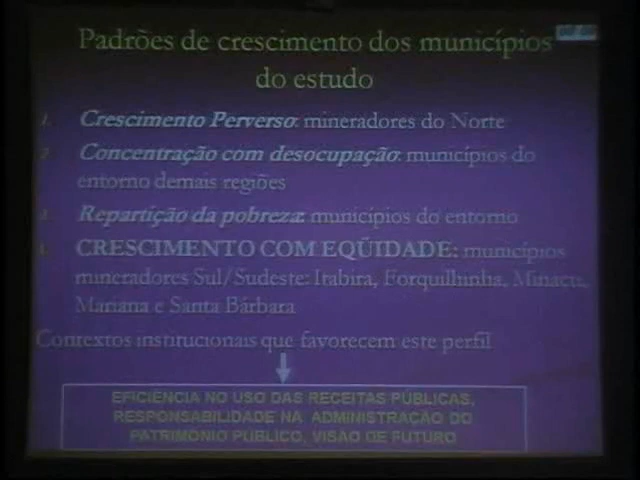 Padrões de crescimento dos municípios
do estudo
1. Crescimento Perverso: mineradores do Norte
2. Concentração com desocupação: municípios do
entorno demais regiões
3. Repartição da pobreza: municípios do entorno
4. CRESCIMENTO COM EQÜIDADE: municípios
mineradores Sul/Sudeste: Itabira, Forquilhinha, Minaçu,
Mariana e Santa Bárbara
Contextos institucionais que favorecem este perfil
EFICIÊNCIA NO USO DAS RECEITAS PÚBLICAS,
RESPONSABILIDADE NA ADMINISTRAÇÃO DO
PATRIMÔNIO PÚBLICO, VISÃO DE FUTURO